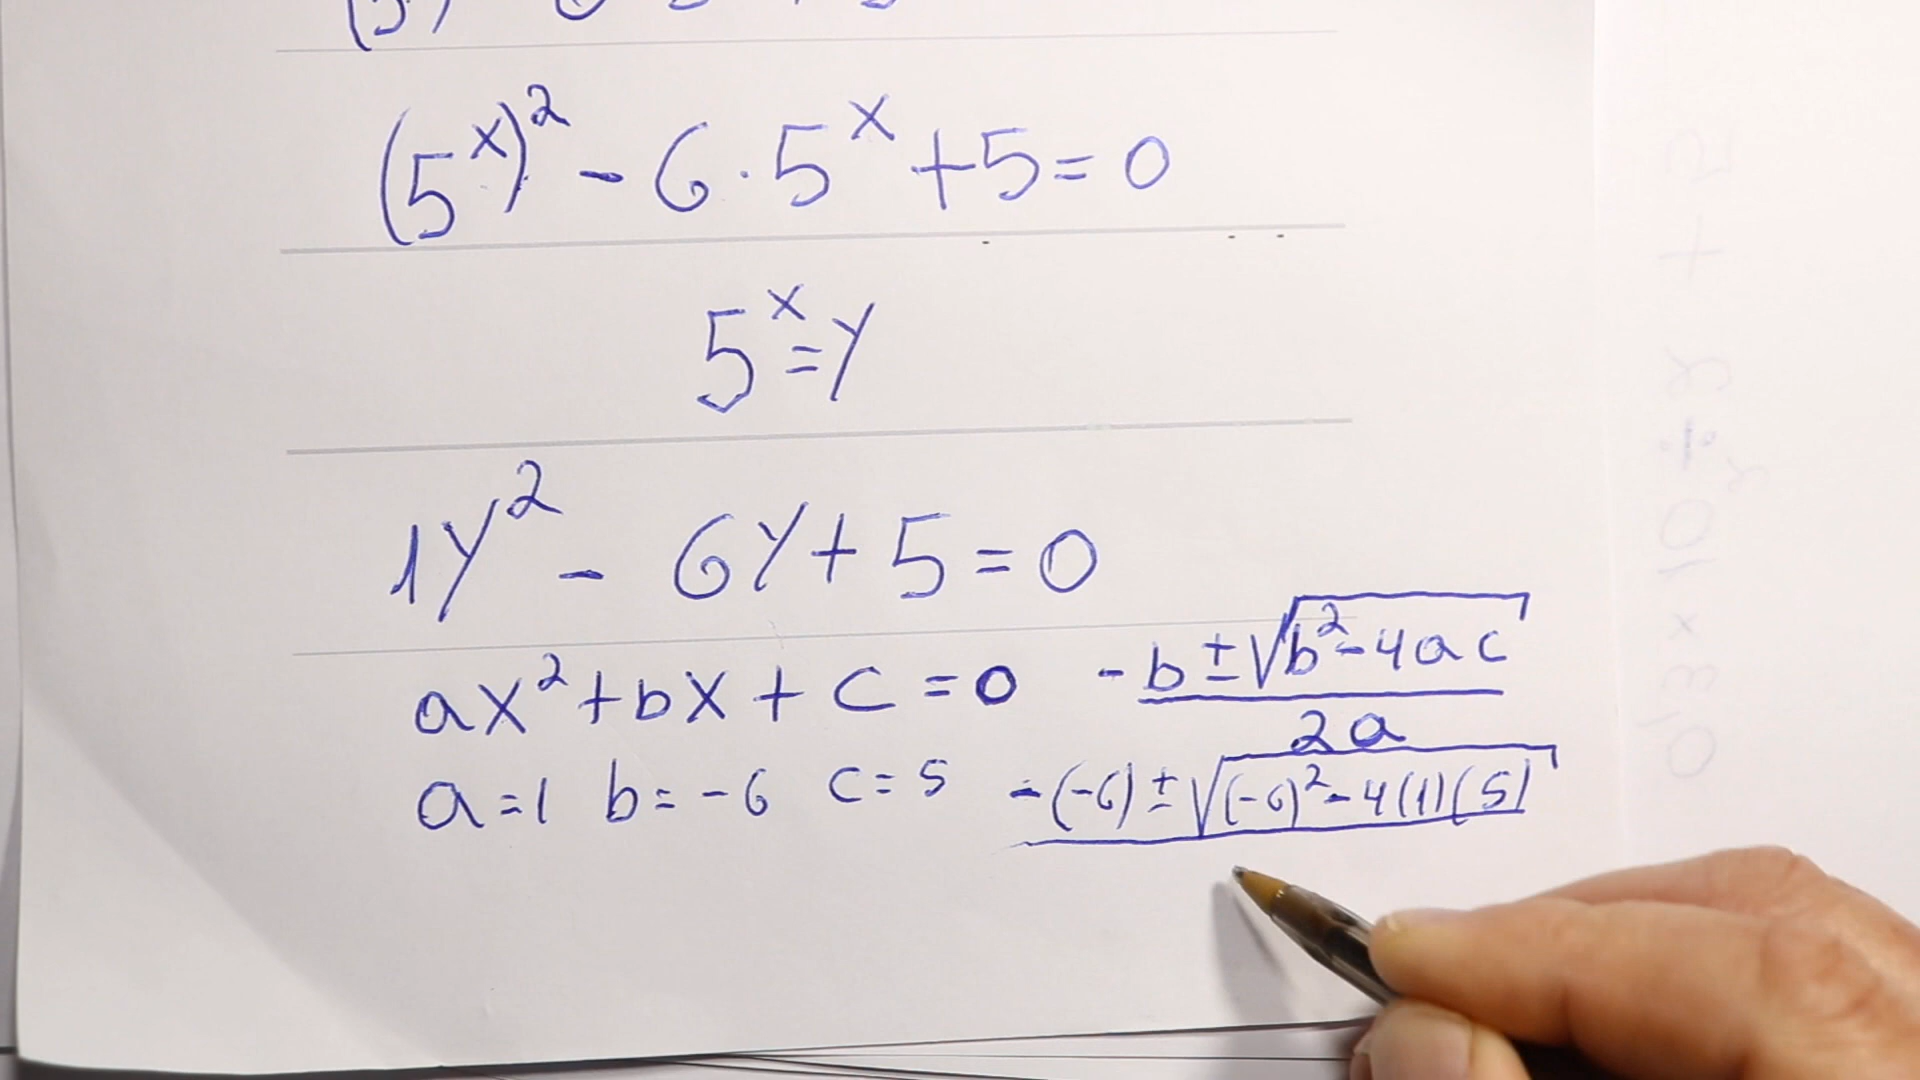 (5^x)^2 - 6·5^x + 5 = 0
5^x = y
1y^2 - 6y + 5 = 0
ax^2 + bx + c = 0
-b ± √(b^2 - 4ac)
2a
a=1 b=-6 c=5
-(-6) ± √((-6)^2 - 4(1)(5))